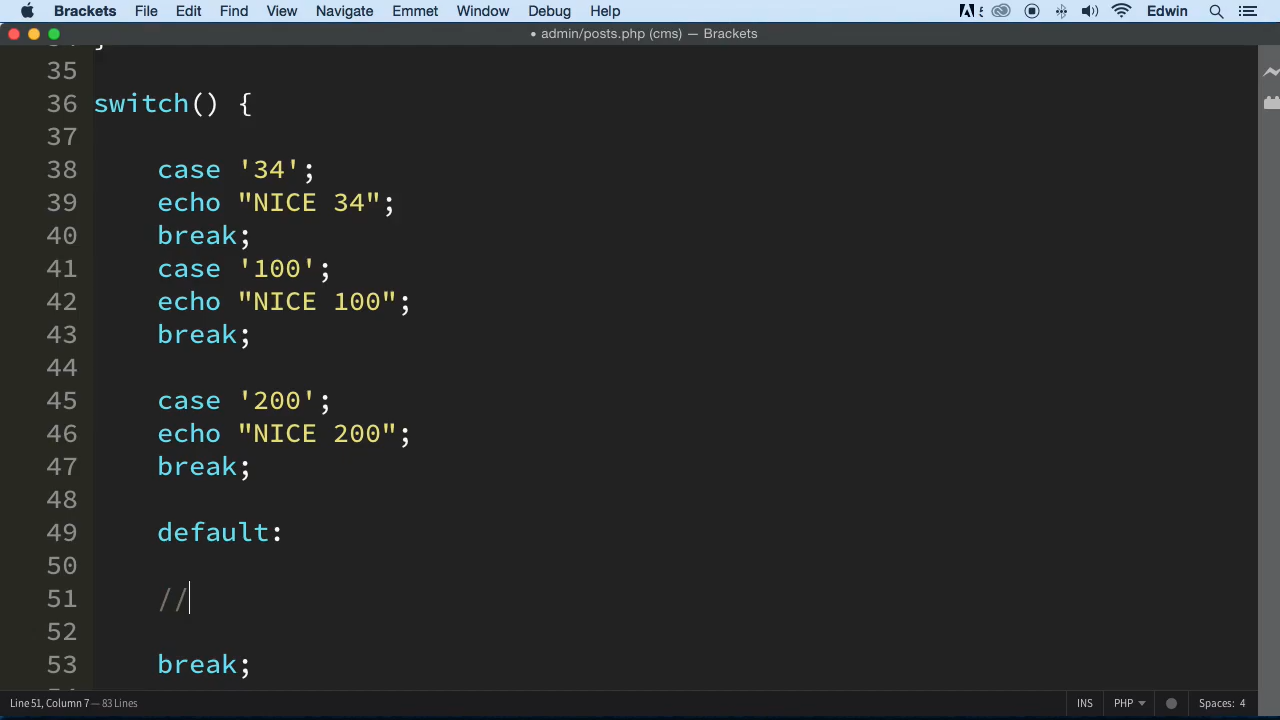 Brackets File Edit Find View Navigate Emmet Window Debug Help Edwin
admin/posts.php (cms) — Brackets
35
36 switch() {
37
38 case '34';
39 echo "NICE 34";
40 break;
41 case '100';
42 echo "NICE 100";
43 break;
44
45 case '200';
46 echo "NICE 200";
47 break;
48
49 default:
50
51 //
52
53 break;
Line 51, Column 7 — 83 Lines INS PHP Spaces: 4